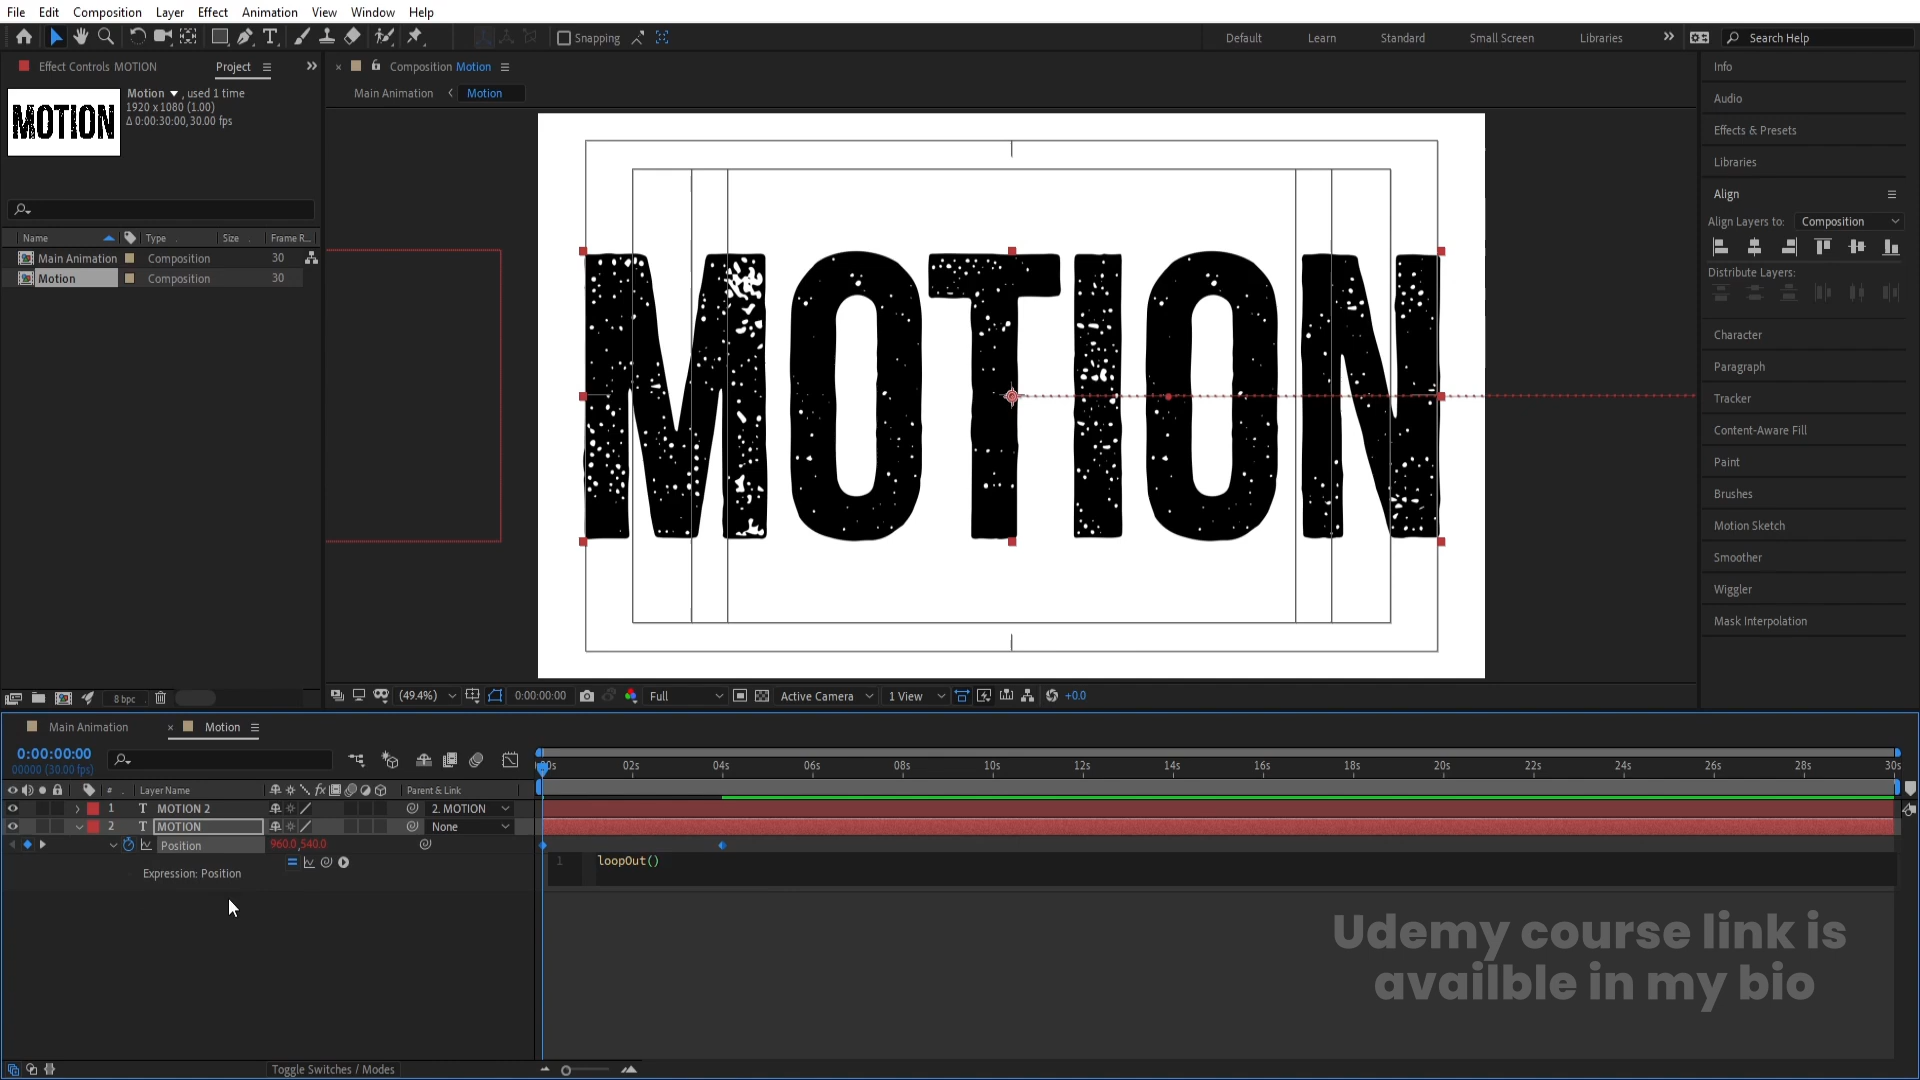 File Edit Composition Layer Effect Animation View Window Help
Snapping
Default Learn Standard Small Screen Libraries
Search Help
Effect Controls MOTION Project
Motion , used 1 time
1920 x 1080 (1.00)
Δ 0:00:30:00, 30.00 fps
MOTION
Name Type Size Frame R...
Main Animation Composition 30
Motion Composition 30
8 bpc
Composition Motion
Main Animation Motion
MOTION
(49.4%) 0:00:00:00 Full Active Camera 1 View +0.0
Info
Audio
Effects & Presets
Libraries
Align
Align Layers to: Composition
Distribute Layers:
Character
Paragraph
Tracker
Content-Aware Fill
Paint
Brushes
Motion Sketch
Smoother
Wiggler
Mask Interpolation
Main Animation Motion
0:00:00:00
00000 (30.00 fps)
:00s 02s 04s 06s 08s 10s 12s 14s 16s 18s 20s 22s 24s 26s 28s 30s
# Layer Name fx Parent & Link
1 T MOTION 2 2. MOTION
2 T MOTION None
Position 960.0,540.0
Expression: Position
1 loopOut()
Udemy course link is
availble in my bio
Toggle Switches / Modes